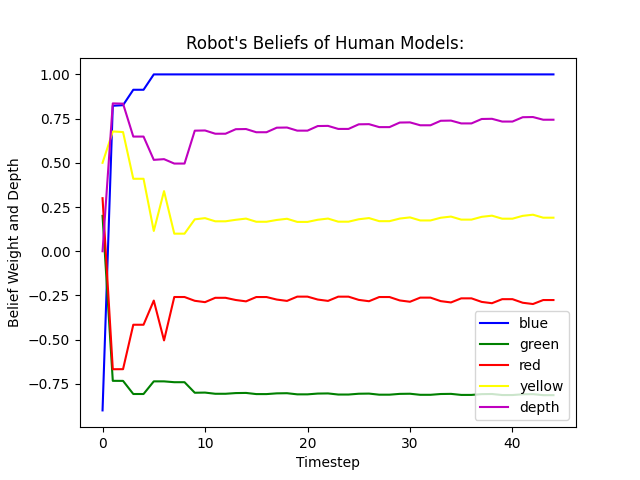 Robot's Beliefs of Human Models:
Belief Weight and Depth
1.00
0.75
0.50
0.25
0.00
−0.25
−0.50
−0.75
0
10
20
30
40
Timestep
blue
green
red
yellow
depth